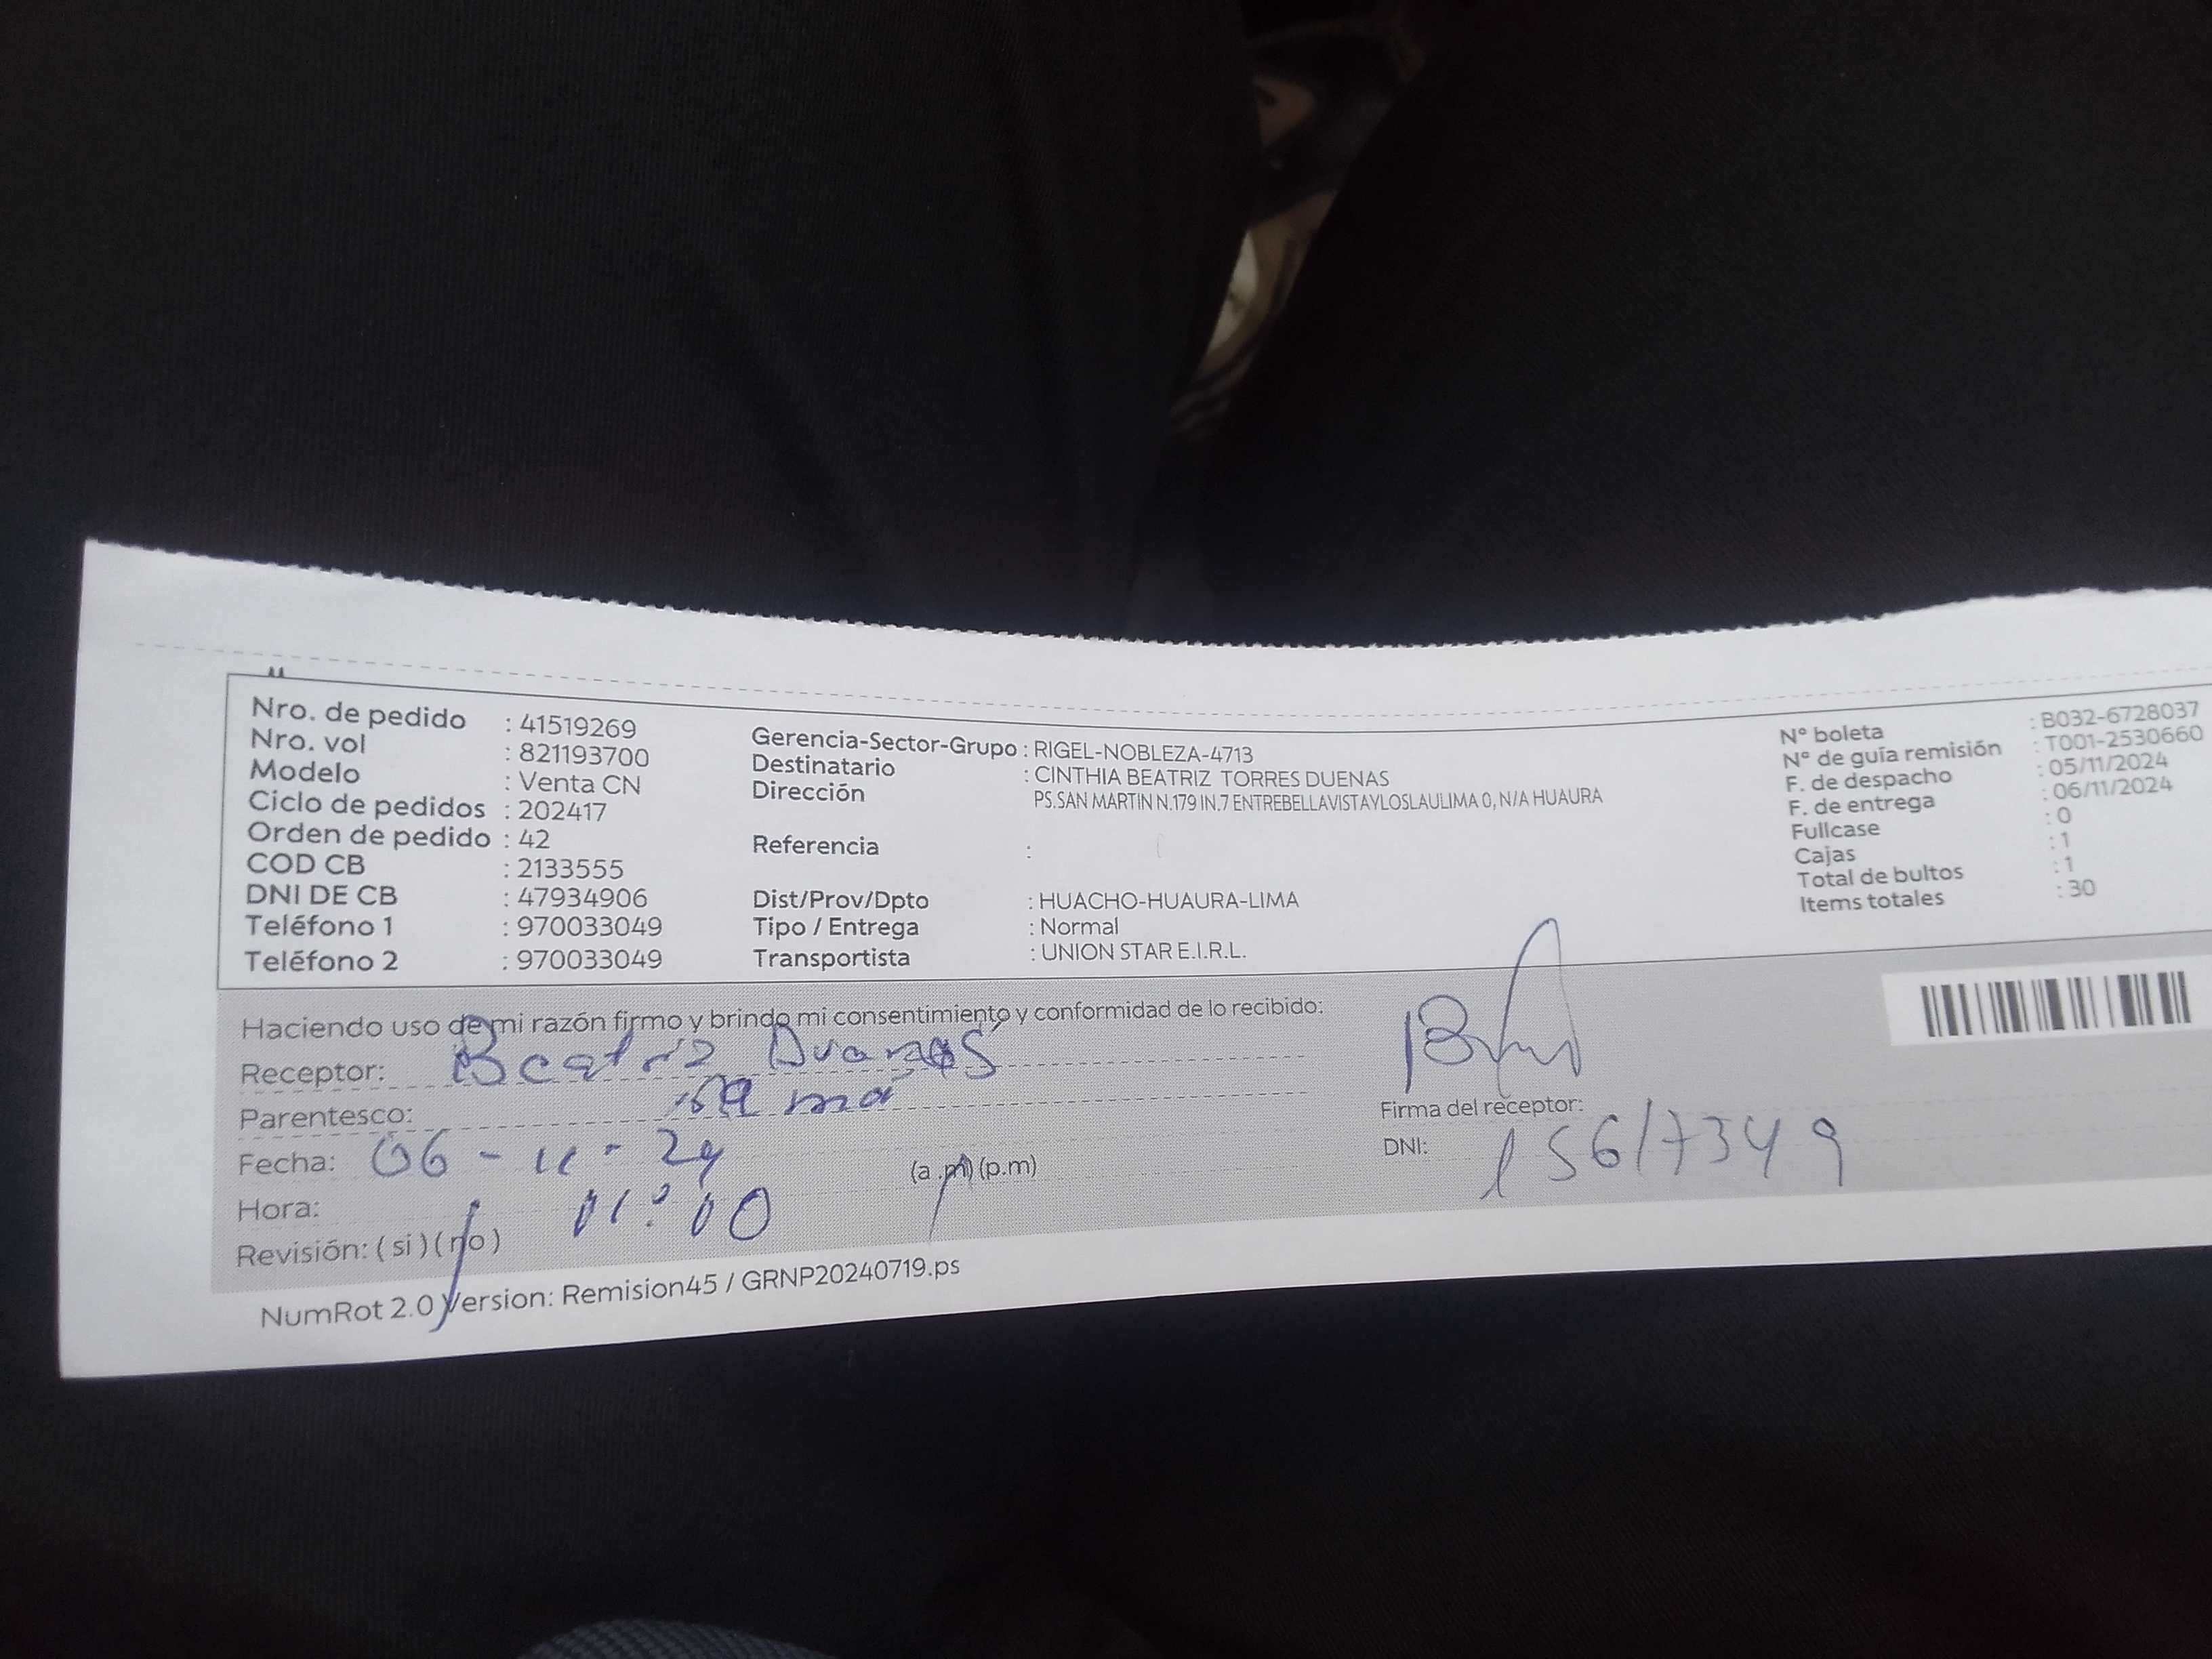 Nro. de pedido : 41519269
Nro. vol : 821193700
Modelo : Venta CN
Ciclo de pedidos : 202417
Orden de pedido : 42
COD CB : 2133555
DNI DE CB : 47934906
Teléfono 1 : 970033049
Teléfono 2 : 970033049
Gerencia-Sector-Grupo : RIGEL-NOBLEZA-4713
Destinatario : CINTHIA BEATRIZ TORRES DUENAS
Dirección PS.SAN MARTIN N.179 IN.7 ENTREBELLAVISTAYLOSLAULIMA 0, N/A HUAURA
Referencia :
Dist/Prov/Dpto : HUACHO-HUAURA-LIMA
Tipo / Entrega : Normal
Transportista : UNION STAR E.I.R.L.
N° boleta : B032-6728037
N° de guía remisión : T001-2530660
F. de despacho : 05/11/2024
F. de entrega : 06/11/2024
Fullcase : 0
Cajas : 1
Total de bultos : 1
Items totales : 30
Haciendo uso de mi razón firmo y brindo mi consentimiento y conformidad de lo recibido:
Receptor: Beatriz
Parentesco:
Fecha: 06-11-24
Hora: (a.m) (p.m)
Revisión: ( si ) ( no )
Firma del receptor:
DNI: 15617349
NumRot 2.0 Version: Remision45 / GRNP20240719.ps